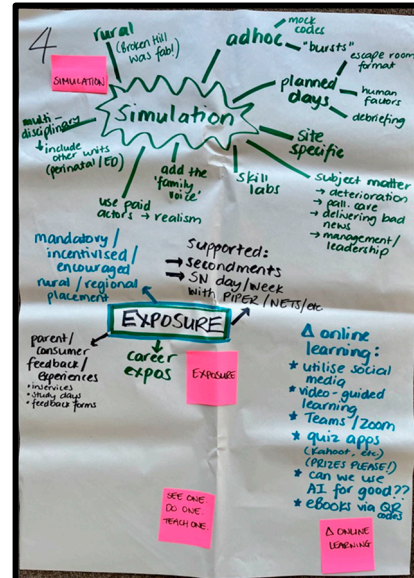 4
SIMULATION
rural
(Broken Hill
was fab!)
adhoc
mock
codes
"bursts"
escape room
format
planned
days
human
factors
debriefing
Simulation
multi-
disciplinary
↓ include
other units
(perinatal/ED)
site
specific
use paid
actors → realism
add the
'family
voice'
skill
labs
subject matter
→ deterioration
→ pall. care
→ delivering bad
news
→ management/
leadership
mandatory/
incentivised/
encouraged
rural/regional
placement
Supported:
→ secondments
→ SN day/week
with PIPER/NETS/etc
EXPOSURE
parent/
consumer
feedback/
experiences
• inservices
• study days
• feedback forms
career
expos
EXPOSURE
Δ online
learning:
* utilise social
media
* video-guided
learning
* Teams/Zoom
* quiz apps
(Kahoot, etc.)
(PRIZES PLEASE!)
* can we use
AI for good??
* eBooks via QR
codes
SEE ONE.
DO ONE.
TEACH ONE.
Δ ONLINE
LEARNING